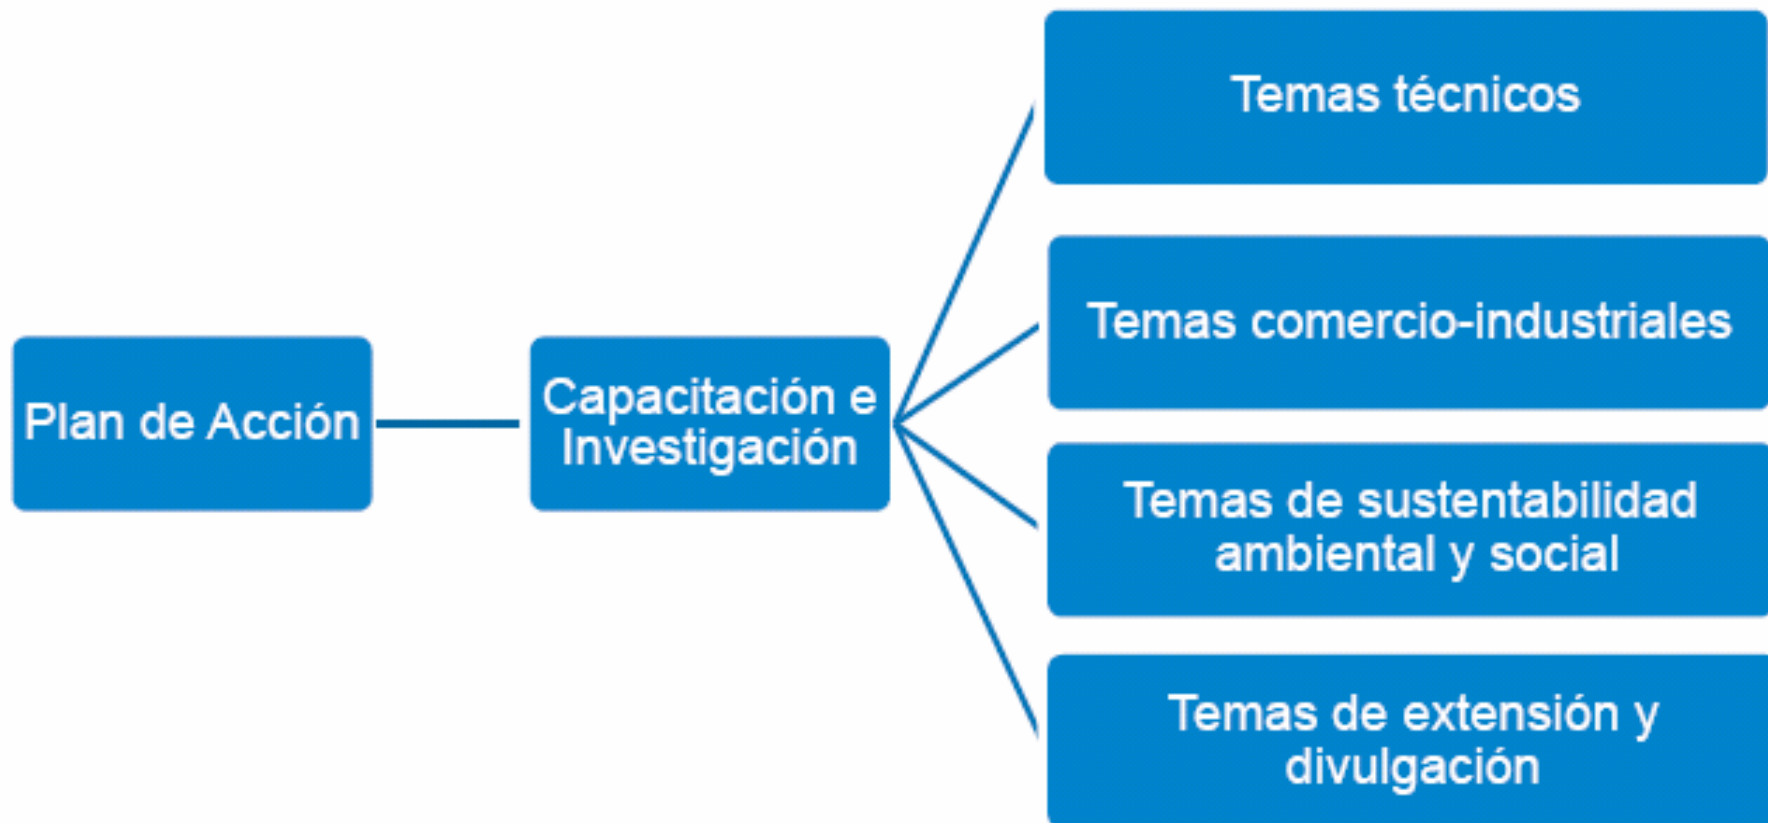 Plan de Acción
Capacitación e
Investigación
Temas técnicos
Temas comercio-industriales
Temas de sustentabilidad
ambiental y social
Temas de extensión y
divulgación